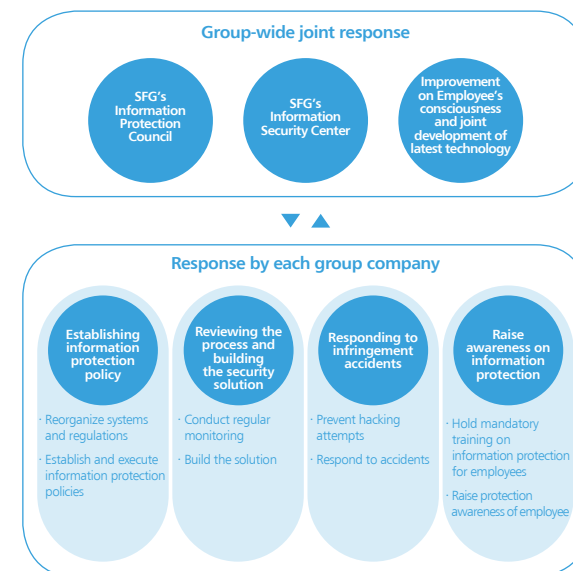 Group-wide joint response
SFG's
Information
Protection
Council
SFG's
Information
Security Center
Improvement
on Employee's
consciousness
and joint
development of
latest technology
Response by each group company
Establishing
information
protection
policy
· Reorganize systems
and regulations
· Establish and execute
information protection
policies
Reviewing the
process and
building
the security
solution
· Conduct regular
monitoring
· Build the solution
Responding to
infringement
accidents
· Prevent hacking
attempts
· Respond to accidents
Raise
awareness on
information
protection
· Hold mandatory
training on
information protection
for employees
· Raise protection
awareness of employee